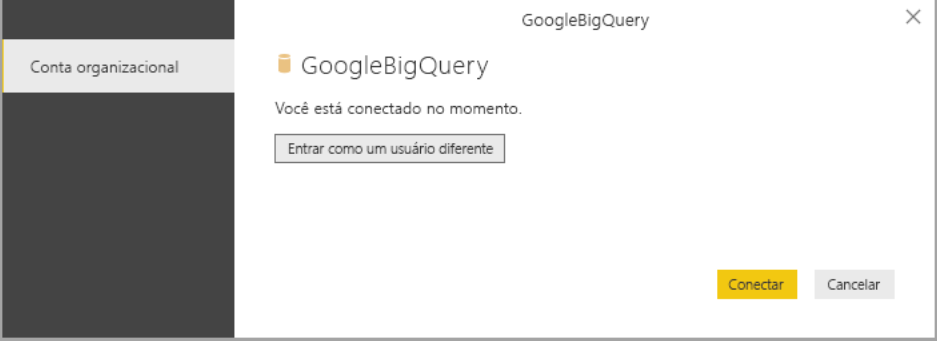 GoogleBigQuery
Conta organizacional
GoogleBigQuery
Você está conectado no momento.
Entrar como um usuário diferente
Conectar
Cancelar